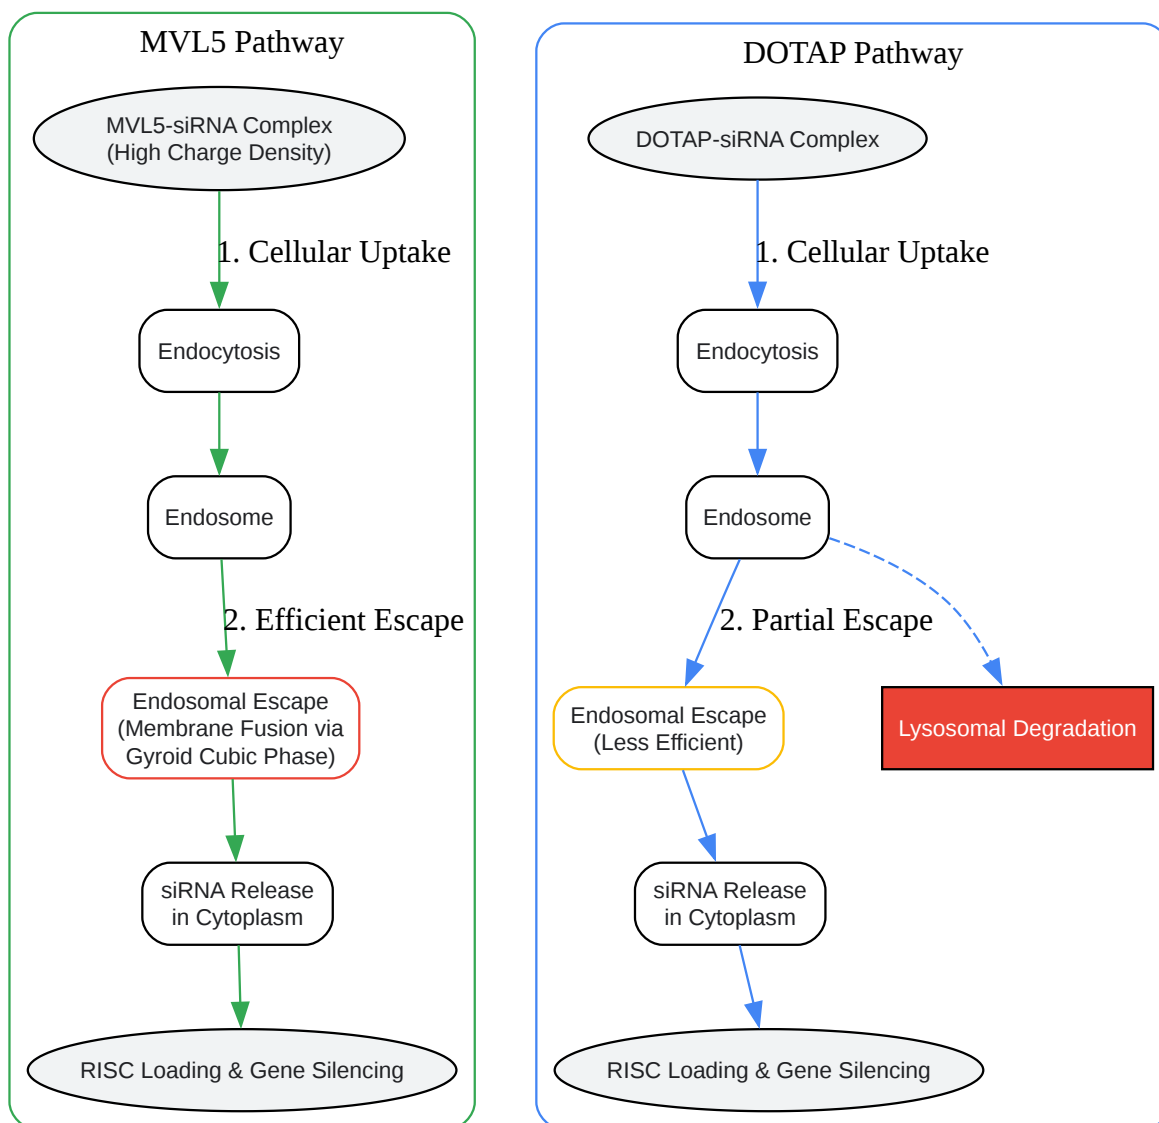 MVL5 Pathway
MVL5-siRNA Complex
(High Charge Density)
1. Cellular Uptake
Endocytosis
Endosome
2. Efficient Escape
Endosomal Escape
(Membrane Fusion via
Gyroid Cubic Phase)
siRNA Release
in Cytoplasm
RISC Loading & Gene Silencing
DOTAP Pathway
DOTAP-siRNA Complex
1. Cellular Uptake
Endocytosis
Endosome
2. Partial Escape
Endosomal Escape
(Less Efficient)
Lysosomal Degradation
siRNA Release
in Cytoplasm
RISC Loading & Gene Silencing